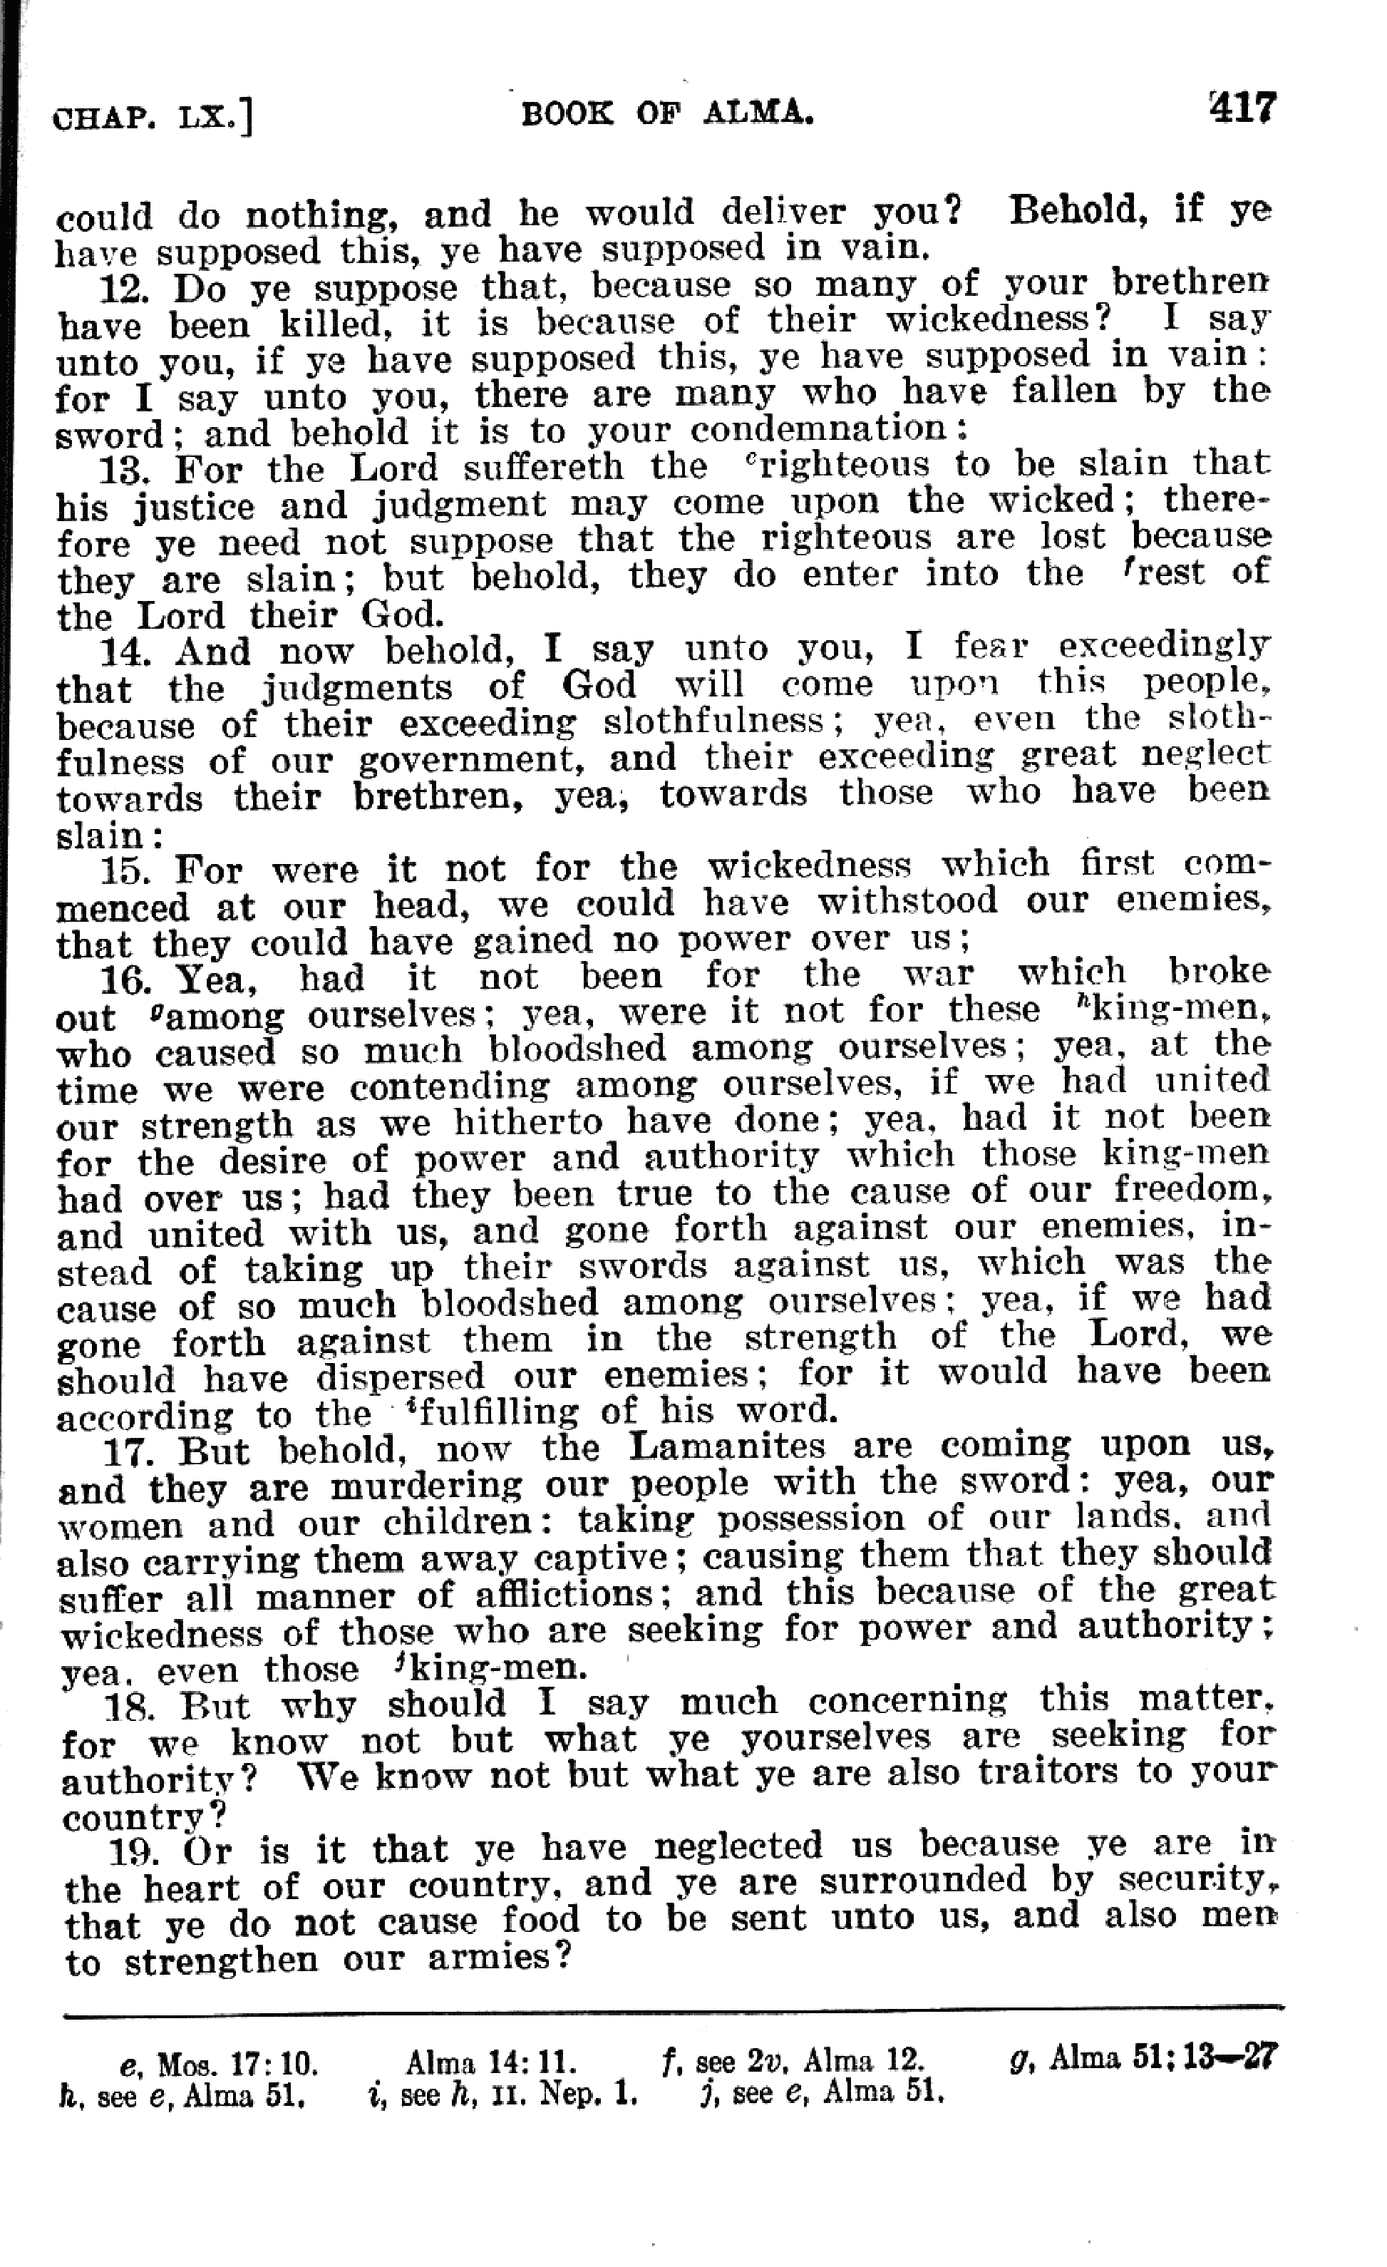 CHAP. LX.] BOOK OF ALMA. 417
could do nothing, and he would deliver you? Behold, if ye
have supposed this, ye have supposed in vain.
12. Do ye suppose that, because so many of your brethren
have been killed, it is because of their wickedness? I say
unto you, if ye have supposed this, ye have supposed in vain:
for I say unto you, there are many who have fallen by the
sword; and behold it is to your condemnation:
13. For the Lord suffereth the ᵉrighteous to be slain that
his justice and judgment may come upon the wicked; there-
fore ye need not suppose that the righteous are lost because
they are slain; but behold, they do enter into the ᶠrest of
the Lord their God.
14. And now behold, I say unto you, I fear exceedingly
that the judgments of God will come upon this people,
because of their exceeding slothfulness; yea, even the sloth-
fulness of our government, and their exceeding great neglect
towards their brethren, yea, towards those who have been
slain:
15. For were it not for the wickedness which first com-
menced at our head, we could have withstood our enemies,
that they could have gained no power over us;
16. Yea, had it not been for the war which broke
out ᵍamong ourselves; yea, were it not for these ʰking-men,
who caused so much bloodshed among ourselves; yea, at the
time we were contending among ourselves, if we had united
our strength as we hitherto have done; yea, had it not been
for the desire of power and authority which those king-men
had over us; had they been true to the cause of our freedom,
and united with us, and gone forth against our enemies, in-
stead of taking up their swords against us, which was the
cause of so much bloodshed among ourselves; yea, if we had
gone forth against them in the strength of the Lord, we
should have dispersed our enemies; for it would have been
according to the ⁱfulfilling of his word.
17. But behold, now the Lamanites are coming upon us,
and they are murdering our people with the sword: yea, our
women and our children: taking possession of our lands, and
also carrying them away captive; causing them that they should
suffer all manner of afflictions; and this because of the great
wickedness of those who are seeking for power and authority;
yea, even those ʲking-men.
18. But why should I say much concerning this matter,
for we know not but what ye yourselves are seeking for
authority? We know not but what ye are also traitors to your
country?
19. Or is it that ye have neglected us because ye are in
the heart of our country, and ye are surrounded by security,
that ye do not cause food to be sent unto us, and also men
to strengthen our armies?
e, Mos. 17:10. Alma 14:11. f, see 2v, Alma 12. g, Alma 51; 13—27
h, see e, Alma 51. i, see h, II. Nep. 1. j, see e, Alma 51.